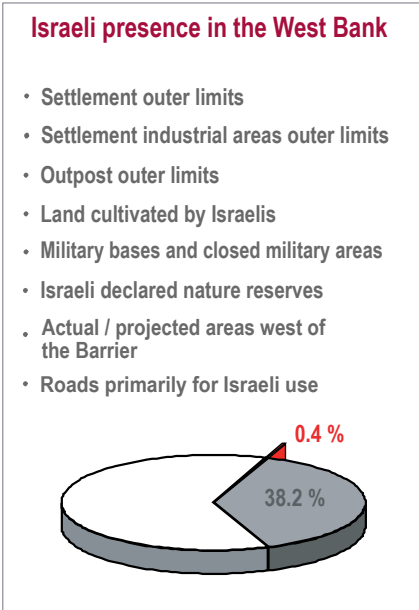 Israeli presence in the West Bank
· Settlement outer limits
· Settlement industrial areas outer limits
· Outpost outer limits
· Land cultivated by Israelis
· Military bases and closed military areas
· Israeli declared nature reserves
· Actual / projected areas west of
the Barrier
· Roads primarily for Israeli use
0.4 %
38.2 %